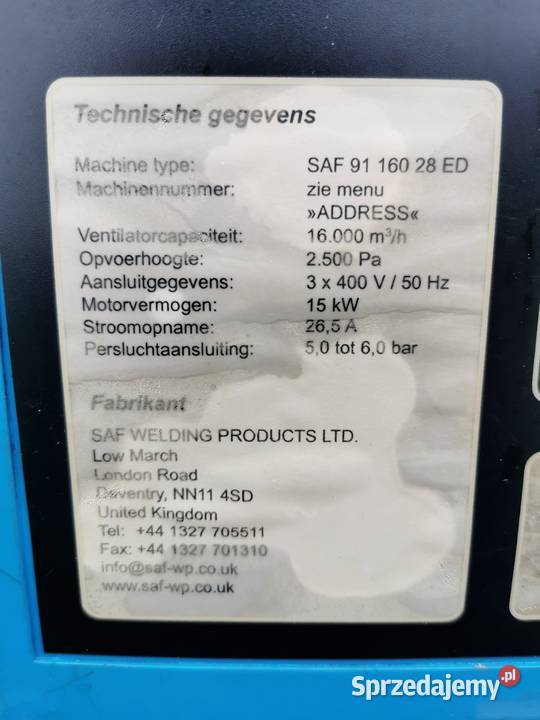 Technische gegevens
Machine type: SAF 91 160 28 ED
Machinennummer: zie menu
»ADDRESS«
Ventilatorcapaciteit: 16.000 m³/h
Opvoerhoogte: 2.500 Pa
Aansluitgegevens: 3 x 400 V / 50 Hz
Motorvermogen: 15 kW
Stroomopname: 26,5 A
Persluchtaansluiting: 5,0 tot 6,0 bar
Fabrikant
SAF WELDING PRODUCTS LTD.
Low March
London Road
Daventry, NN11 4SD
United Kingdom
Tel: +44 1327 705511
Fax: +44 1327 701310
info@saf-wp.co.uk
www.saf-wp.co.uk
Sprzedajemy.pl